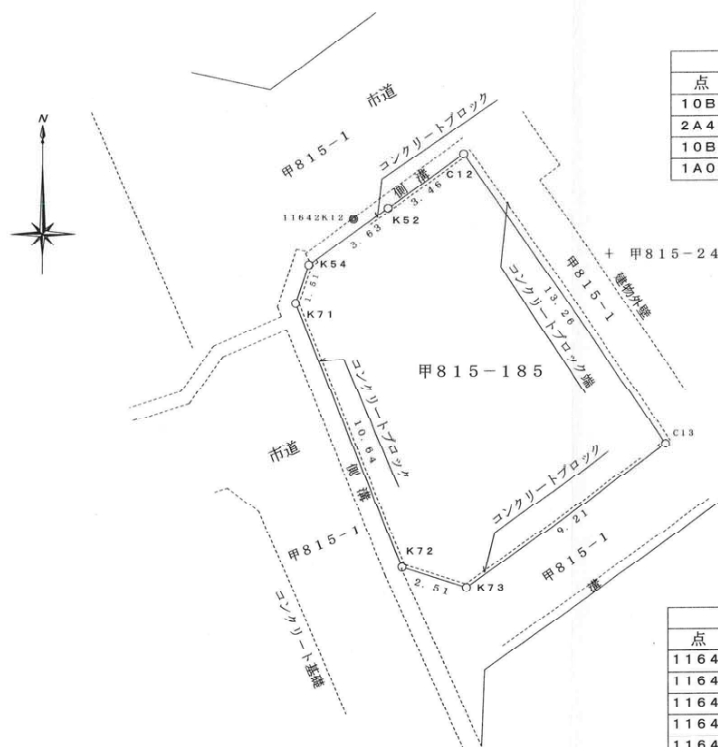 N
市道
甲815-1
コンクリートブロック
側溝
C12
3.46
11642K12
K52
3.63
K54
1.51
K71
点
10B
2A4
10B
1A0
+ 甲815-24
甲815-1
建物外壁
13.26
コンクリートブロック端
甲815-185
コンクリートブロック
10.64
側溝
市道
甲815-1
C13
コンクリートブロック
9.21
甲815-1
溝
K72
2.51
K73
コンクリート基礎
点
1164
1164
1164
1164
1164